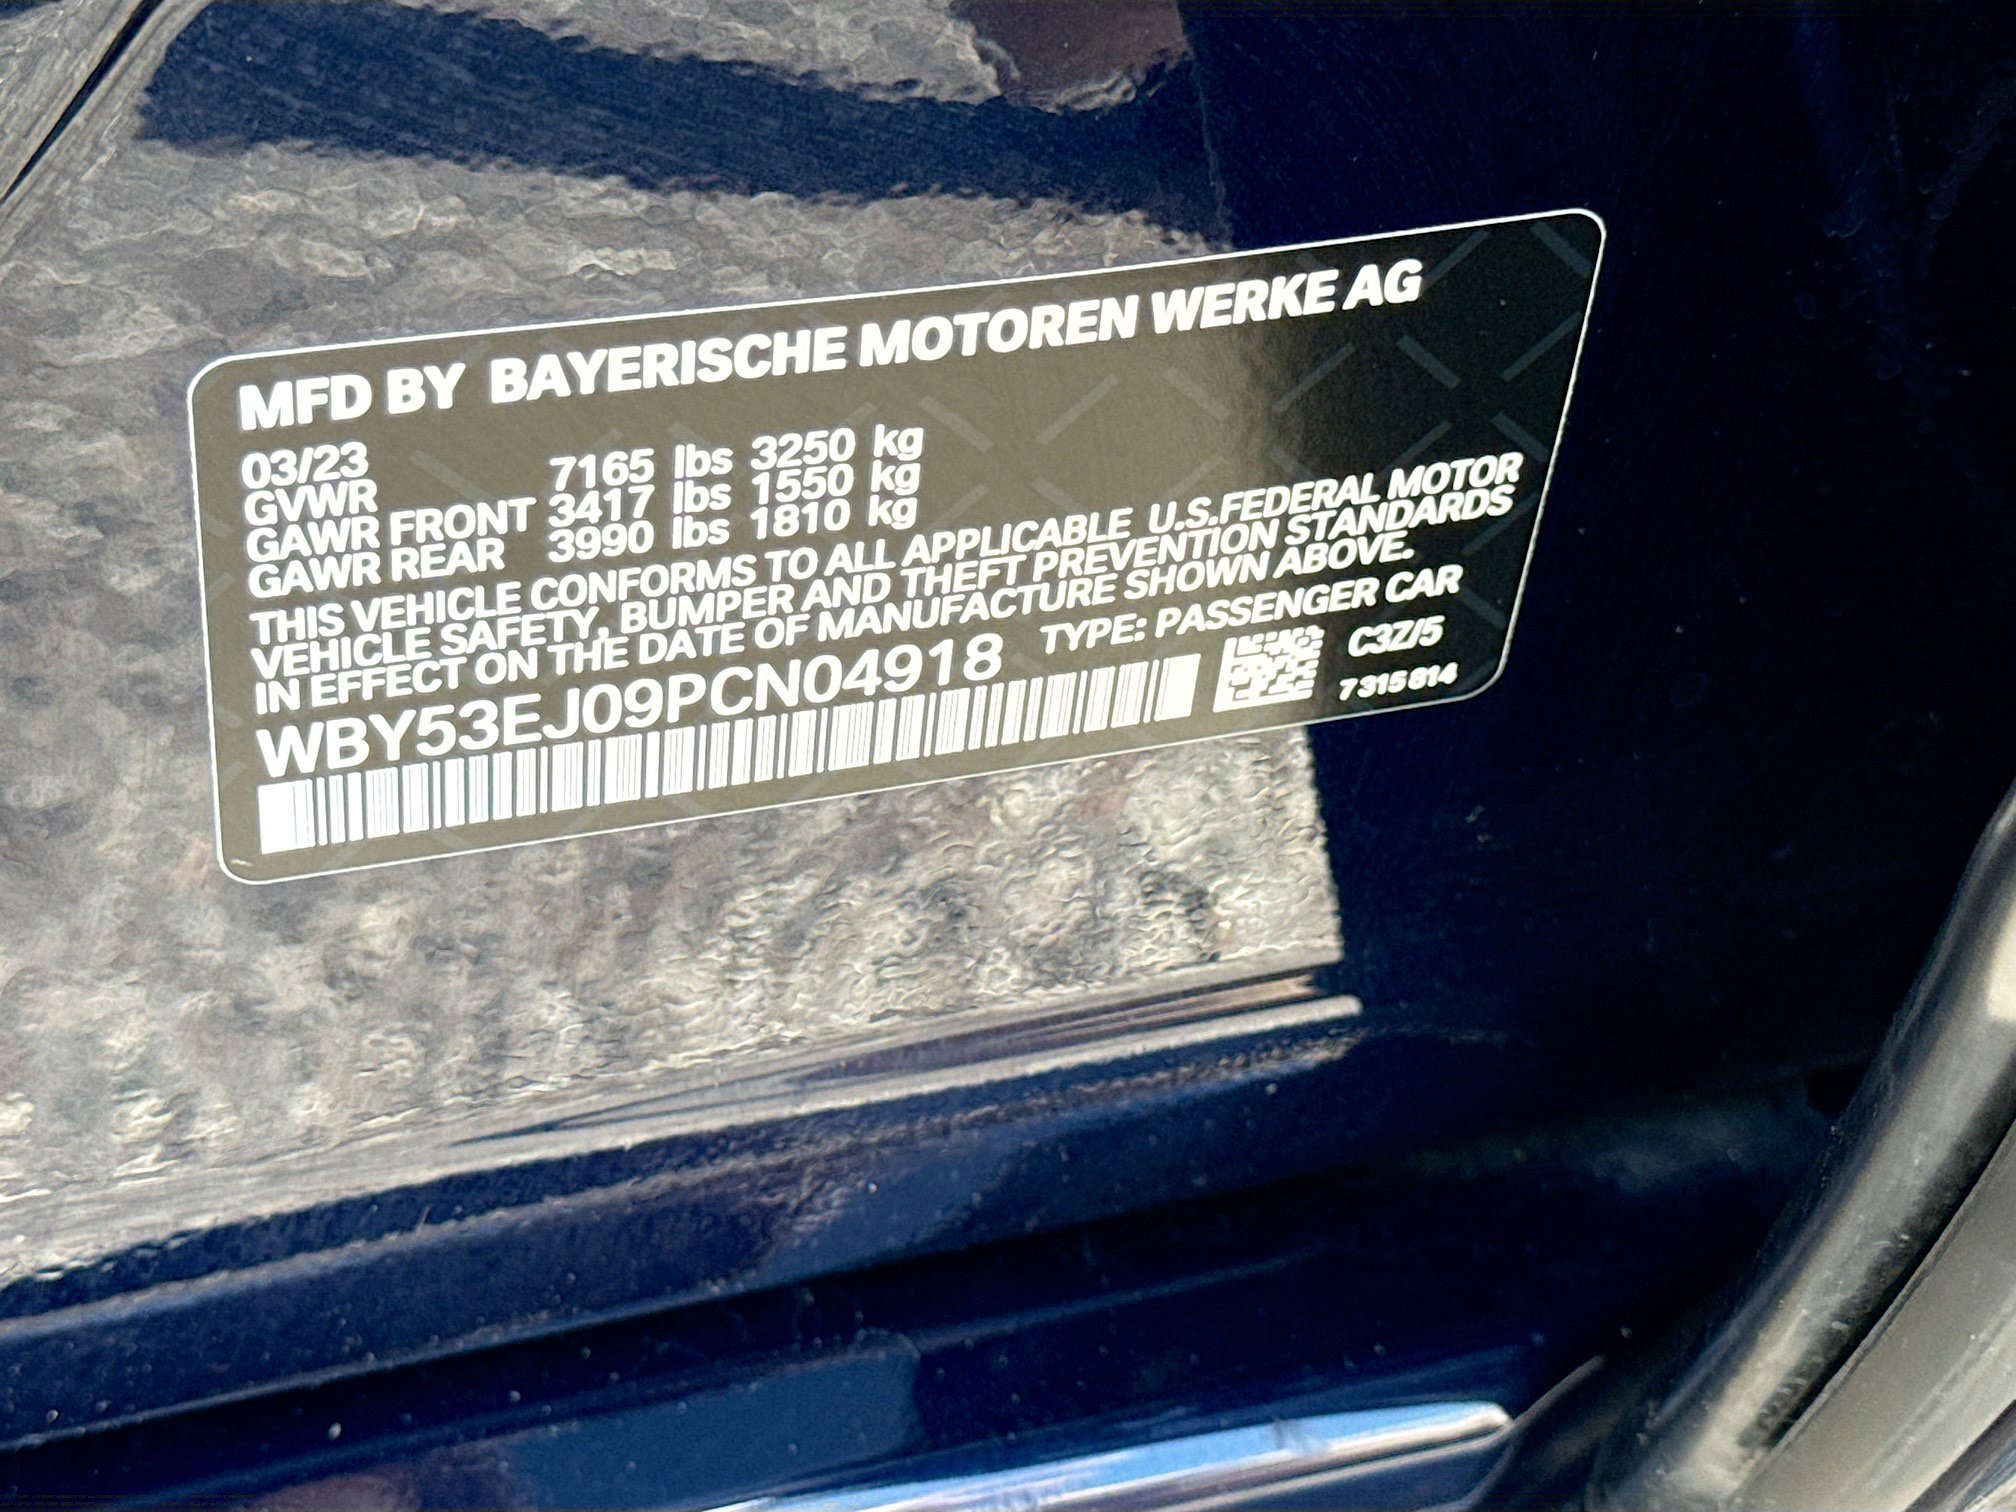 MFD BY BAYERISCHE MOTOREN WERKE AG
03/23
GVWR 7165 lbs 3250 kg
GAWR FRONT 3417 lbs 1550 kg
GAWR REAR 3990 lbs 1810 kg
THIS VEHICLE CONFORMS TO ALL APPLICABLE U.S.FEDERAL MOTOR
VEHICLE SAFETY, BUMPER AND THEFT PREVENTION STANDARDS
IN EFFECT ON THE DATE OF MANUFACTURE SHOWN ABOVE.
WBY53EJ09PCN04918 TYPE: PASSENGER CAR
C3Z/5
7 315 814